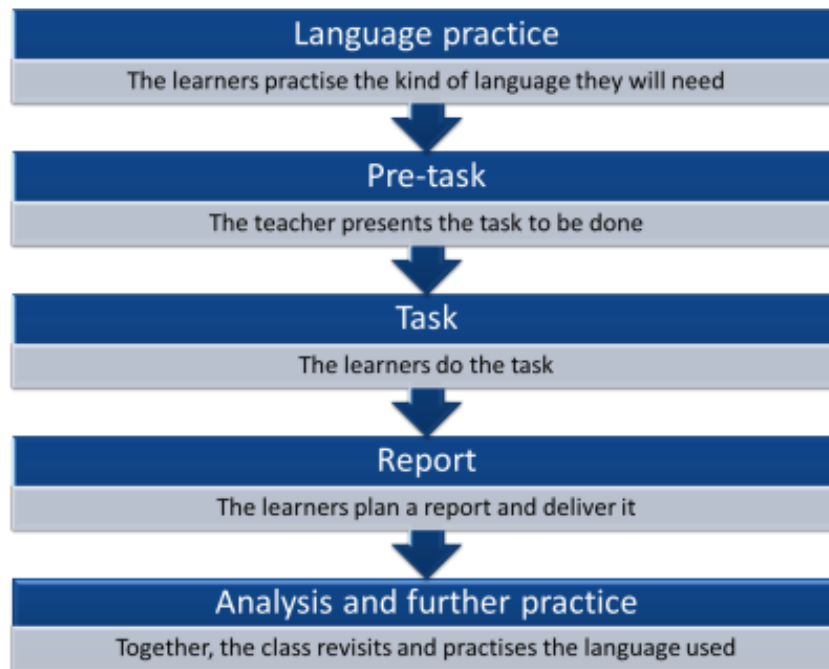 Language practice
The learners practise the kind of language they will need
Pre-task
The teacher presents the task to be done
Task
The learners do the task
Report
The learners plan a report and deliver it
Analysis and further practice
Together, the class revisits and practises the language used